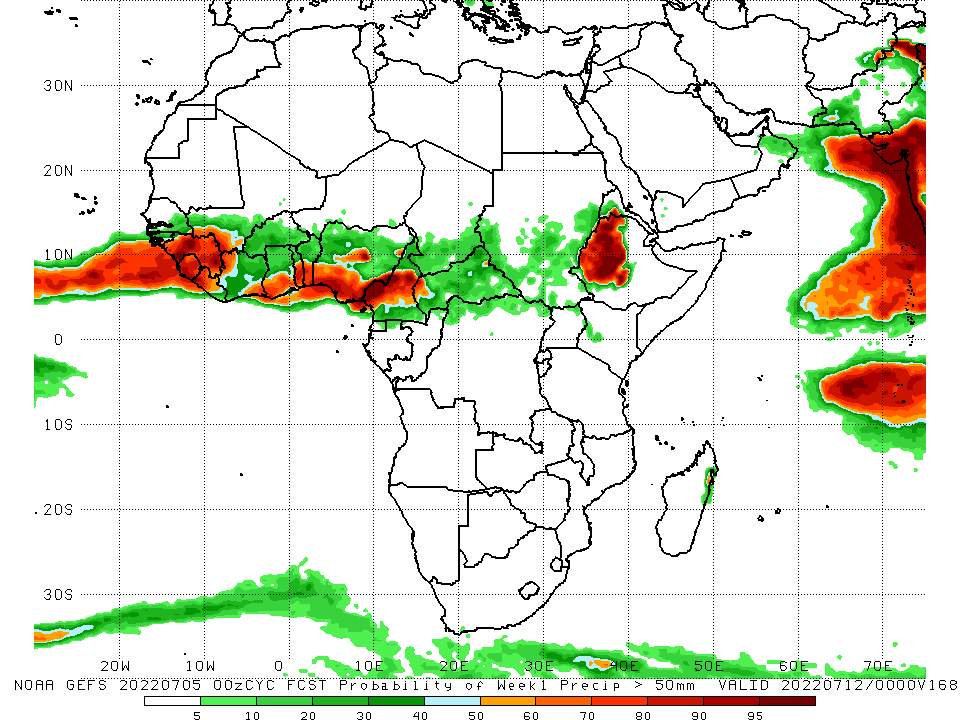 30N
20N
10N
0
10S
20S
30S
20W 10W 0 10E 20E 30E 40E 50E 60E 70E
NOAA GEFS 20220705 00zCYC FCST Probability of Week1 Precip > 50mm VALID 20220712/0000V168
5 10 20 30 40 50 60 70 80 90 95